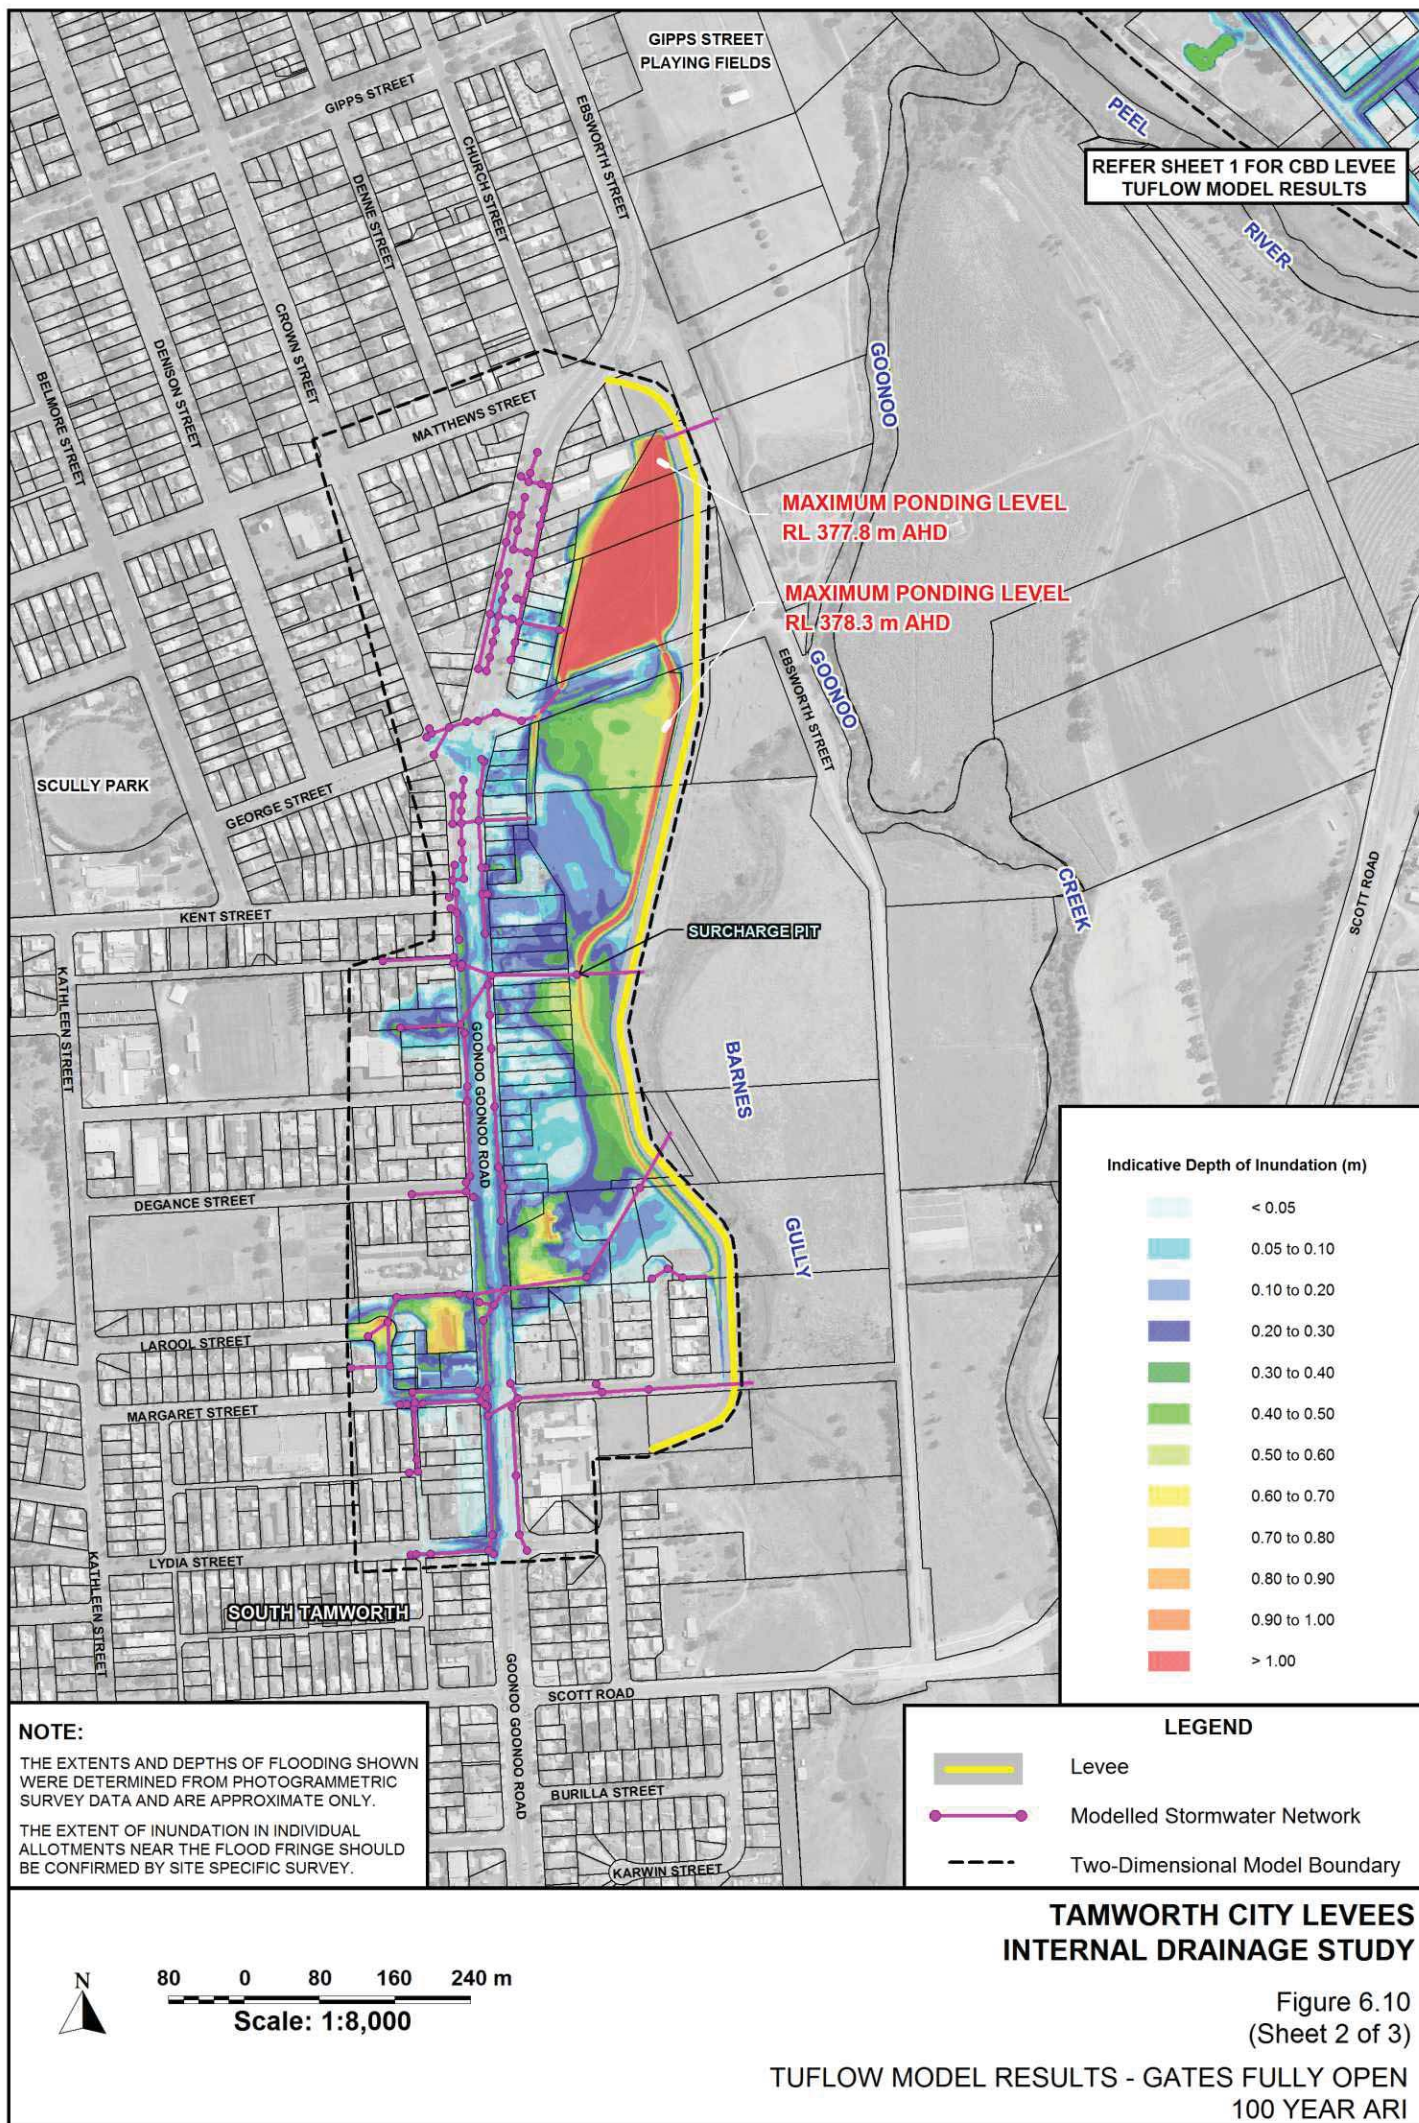 GIPPS STREET
PLAYING FIELDS
GIPPS STREET
EBSWORTH STREET
CHURCH STREET
DENNE STREET
CROWN STREET
DENISON STREET
BELMORE STREET
MATTHEWS STREET
PEEL
RIVER
REFER SHEET 1 FOR CBD LEVEE
TUFLOW MODEL RESULTS
GOONOO
MAXIMUM PONDING LEVEL
RL 377.8 m AHD
MAXIMUM PONDING LEVEL
RL 378.3 m AHD
GOONOO
EBSWORTH STREET
SCULLY PARK
GEORGE STREET
SCOTT ROAD
CREEK
KENT STREET
SURCHARGE PIT
KATHLEEN STREET
GOONOO GOONOO ROAD
BARNES
GULLY
DEGANCE STREET
LAROOL STREET
MARGARET STREET
LYDIA STREET
KATHLEEN STREET
SOUTH TAMWORTH
GOONOO GOONOO ROAD
SCOTT ROAD
BURILLA STREET
KARWIN STREET
Indicative Depth of Inundation (m)
< 0.05
0.05 to 0.10
0.10 to 0.20
0.20 to 0.30
0.30 to 0.40
0.40 to 0.50
0.50 to 0.60
0.60 to 0.70
0.70 to 0.80
0.80 to 0.90
0.90 to 1.00
> 1.00
NOTE:
THE EXTENTS AND DEPTHS OF FLOODING SHOWN
WERE DETERMINED FROM PHOTOGRAMMETRIC
SURVEY DATA AND ARE APPROXIMATE ONLY.
THE EXTENT OF INUNDATION IN INDIVIDUAL
ALLOTMENTS NEAR THE FLOOD FRINGE SHOULD
BE CONFIRMED BY SITE SPECIFIC SURVEY.
LEGEND
Levee
Modelled Stormwater Network
Two-Dimensional Model Boundary
N
80 0 80 160 240 m
Scale: 1:8,000
TAMWORTH CITY LEVEES
INTERNAL DRAINAGE STUDY
Figure 6.10
(Sheet 2 of 3)
TUFLOW MODEL RESULTS - GATES FULLY OPEN
100 YEAR ARI